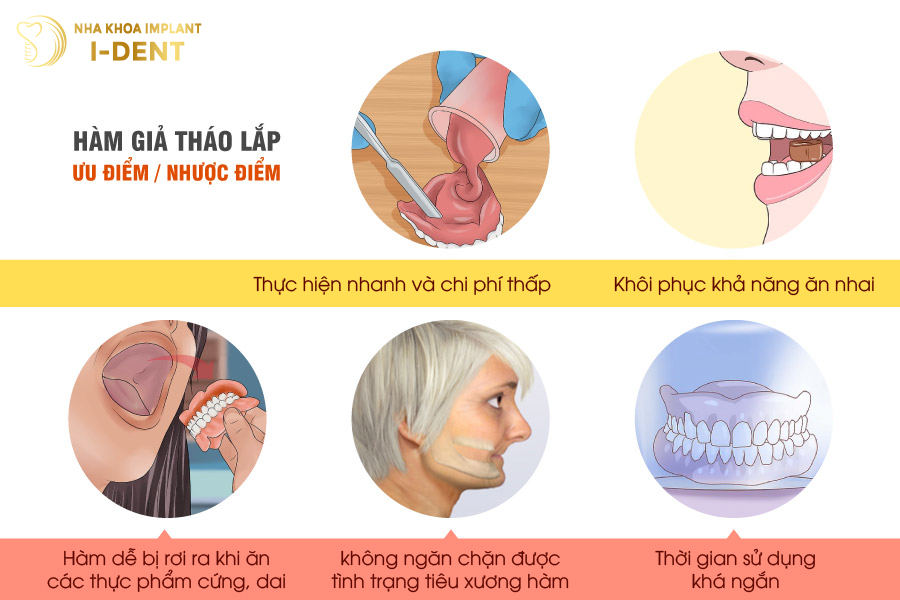 NHA KHOA IMPLANT
I-DENT
HÀM GIẢ THÁO LẮP
ƯU ĐIỂM / NHƯỢC ĐIỂM
Thực hiện nhanh và chi phí thấp
Khôi phục khả năng ăn nhai
Hàm dễ bị rơi ra khi ăn
các thực phẩm cứng, dai
không ngăn chặn được
tình trạng tiêu xương hàm
Thời gian sử dụng
khá ngắn